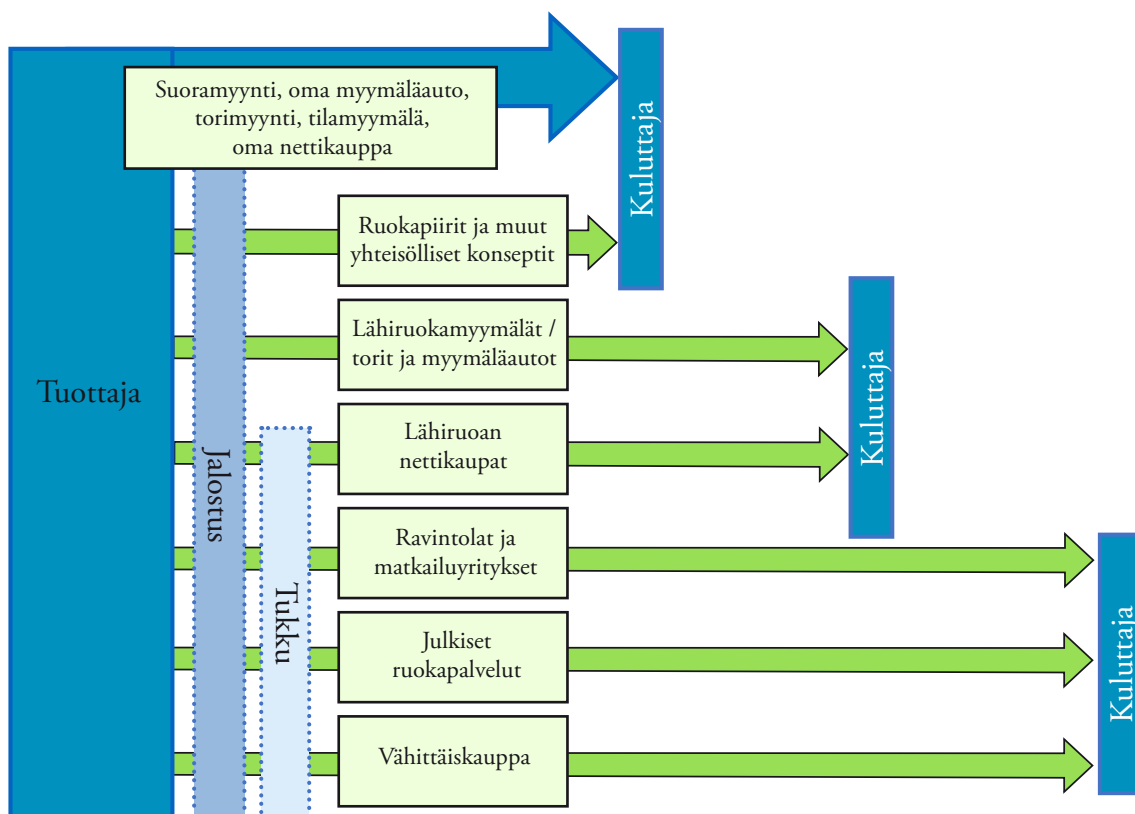 Suoramyynti, oma myymäläauto,
torimyynti, tilamyymälä,
oma nettikauppa
Kuluttaja
Ruokapiirit ja muut
yhteisölliset konseptit
Lähiruokamyymälät /
torit ja myymäläautot
Kuluttaja
Tuottaja
Lähiruoan
nettikaupat
Jalostus
Ravintolat ja
matkailuyritykset
Tukku
Kuluttaja
Julkiset
ruokapalvelut
Vähittäiskauppa